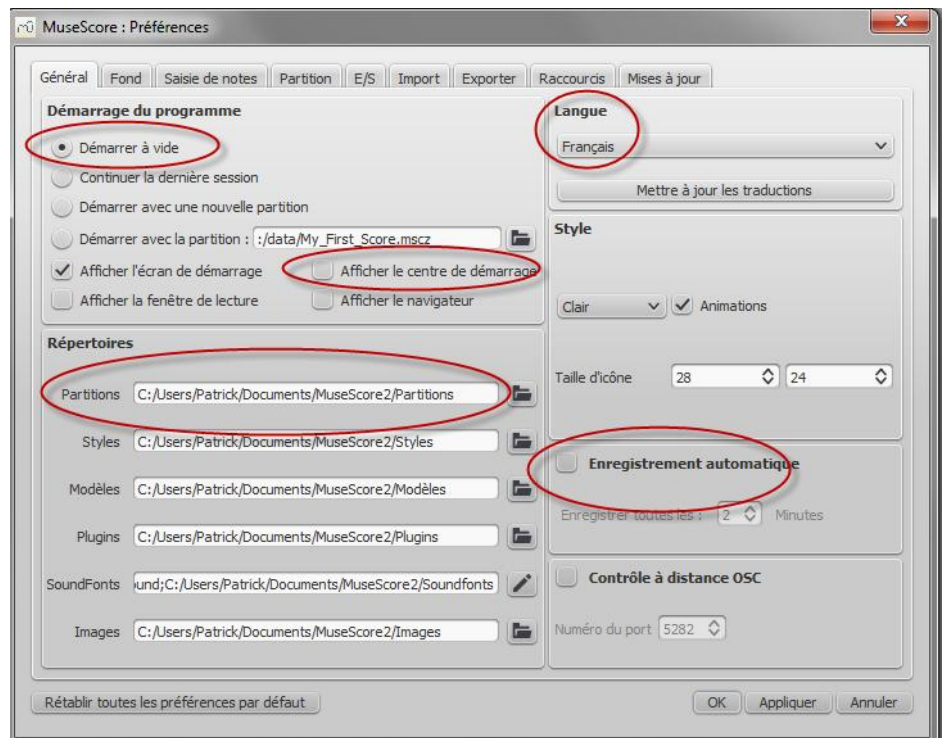 MuseScore : Préférences
Général Fond Saisie de notes Partition E/S Import Exporter Raccourcis Mises à jour
Démarrage du programme
Démarrer à vide
Continuer la dernière session
Démarrer avec une nouvelle partition
Démarrer avec la partition : :/data/My_First_Score.mscz
Afficher l'écran de démarrage Afficher le centre de démarrage
Afficher la fenêtre de lecture Afficher le navigateur
Répertoires
Partitions C:/Users/Patrick/Documents/MuseScore2/Partitions
Styles C:/Users/Patrick/Documents/MuseScore2/Styles
Modèles C:/Users/Patrick/Documents/MuseScore2/Modèles
Plugins C:/Users/Patrick/Documents/MuseScore2/Plugins
SoundFonts ound;C:/Users/Patrick/Documents/MuseScore2/Soundfonts
Images C:/Users/Patrick/Documents/MuseScore2/Images
Langue
Français
Mettre à jour les traductions
Style
Clair Animations
Taille d'icône 28 24
Enregistrement automatique
Enregistrer toutes les : 2 Minutes
Contrôle à distance OSC
Numéro du port 5282
Rétablir toutes les préférences par défaut OK Appliquer Annuler